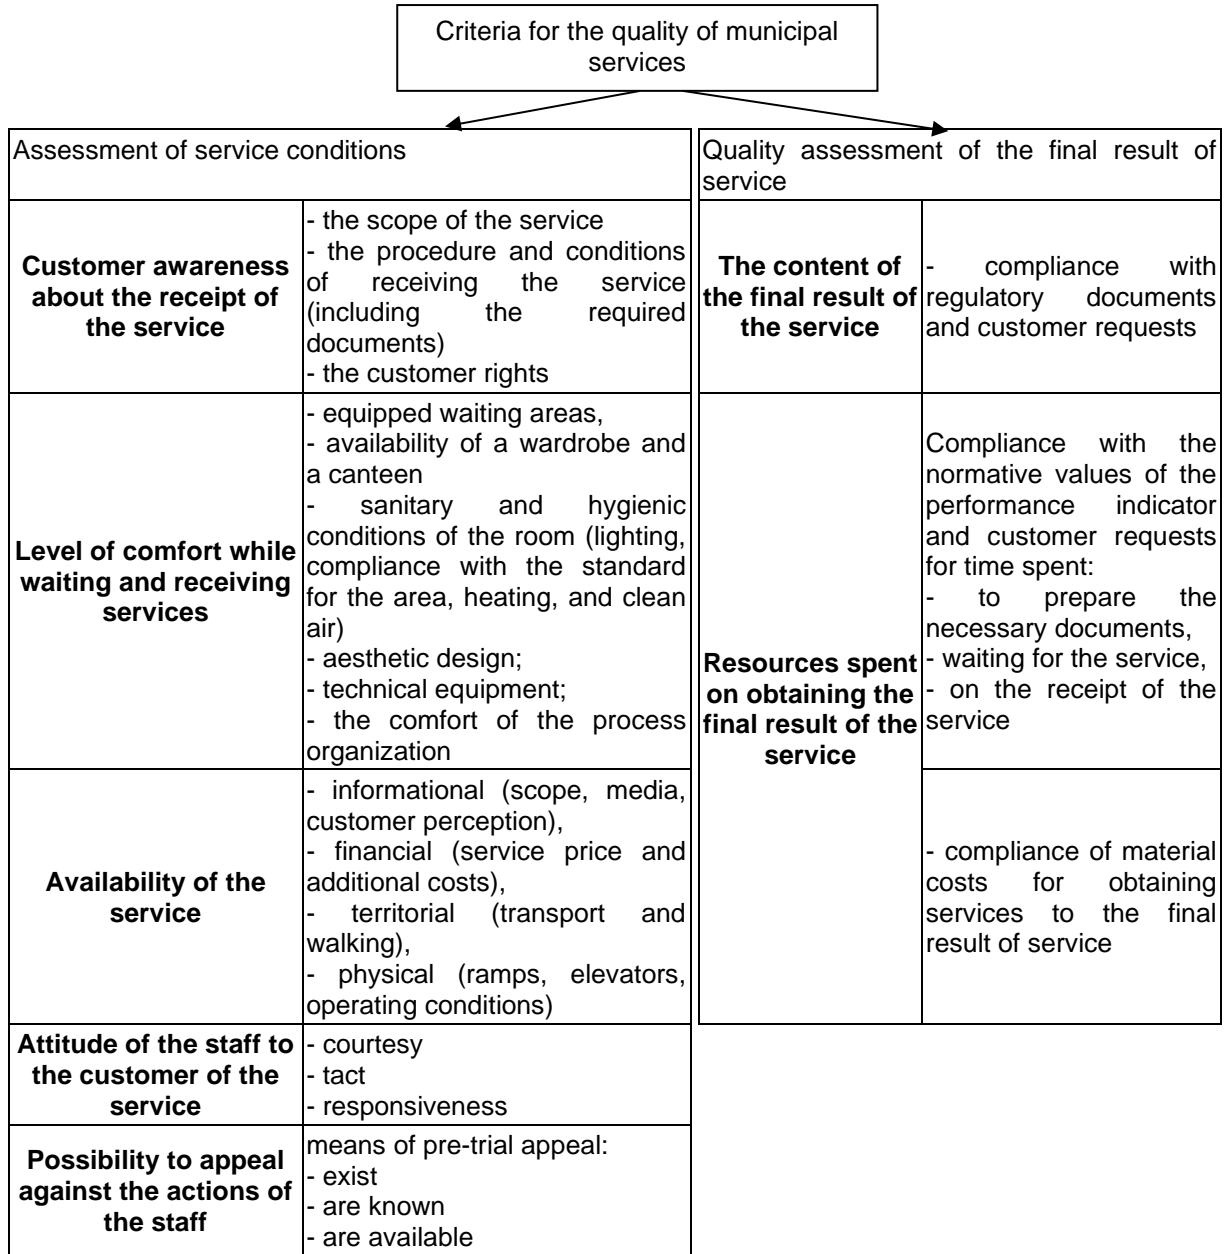 Criteria for the quality of municipal
services
Assessment of service conditions
Customer awareness
about the receipt of
the service
- the scope of the service
- the procedure and conditions
of receiving the service
(including the required
documents)
- the customer rights
Level of comfort while
waiting and receiving
services
- equipped waiting areas,
- availability of a wardrobe and
a canteen
- sanitary and hygienic
conditions of the room (lighting,
compliance with the standard
for the area, heating, and clean
air)
- aesthetic design;
- technical equipment;
- the comfort of the process
organization
Availability of the
service
- informational (scope, media,
customer perception),
- financial (service price and
additional costs),
- territorial (transport and
walking),
- physical (ramps, elevators,
operating conditions)
Attitude of the staff to
the customer of the
service
- courtesy
- tact
- responsiveness
Possibility to appeal
against the actions of
the staff
means of pre-trial appeal:
- exist
- are known
- are available
Quality assessment of the final result of
service
The content of
the final result of
the service
- compliance with
regulatory documents
and customer requests
Resources spent
on obtaining the
final result of the
service
Compliance with the
normative values of the
performance indicator
and customer requests
for time spent:
- to prepare the
necessary documents,
- waiting for the service,
- on the receipt of the
service
- compliance of material
costs for obtaining
services to the final
result of service